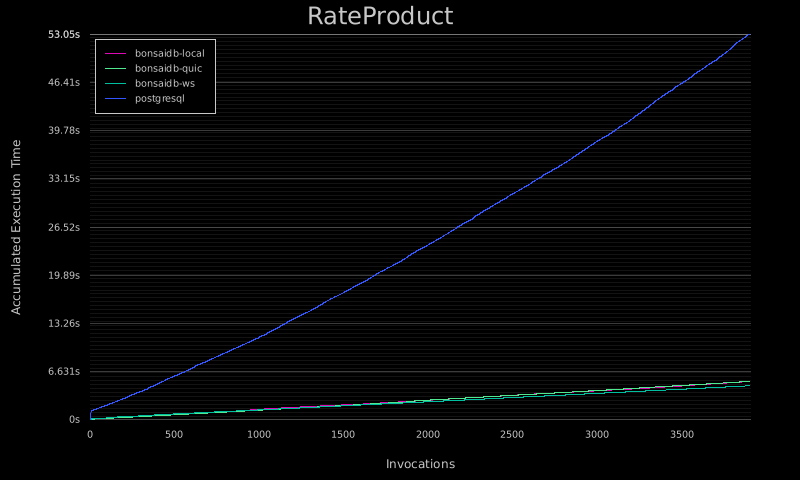 RateProduct
53.05s
46.41s
39.78s
33.15s
26.52s
19.89s
13.26s
6.631s
0s
bonsaidb-local
bonsaidb-quic
bonsaidb-ws
postgresql
Accumulated Execution Time
0 500 1000 1500 2000 2500 3000 3500
Invocations